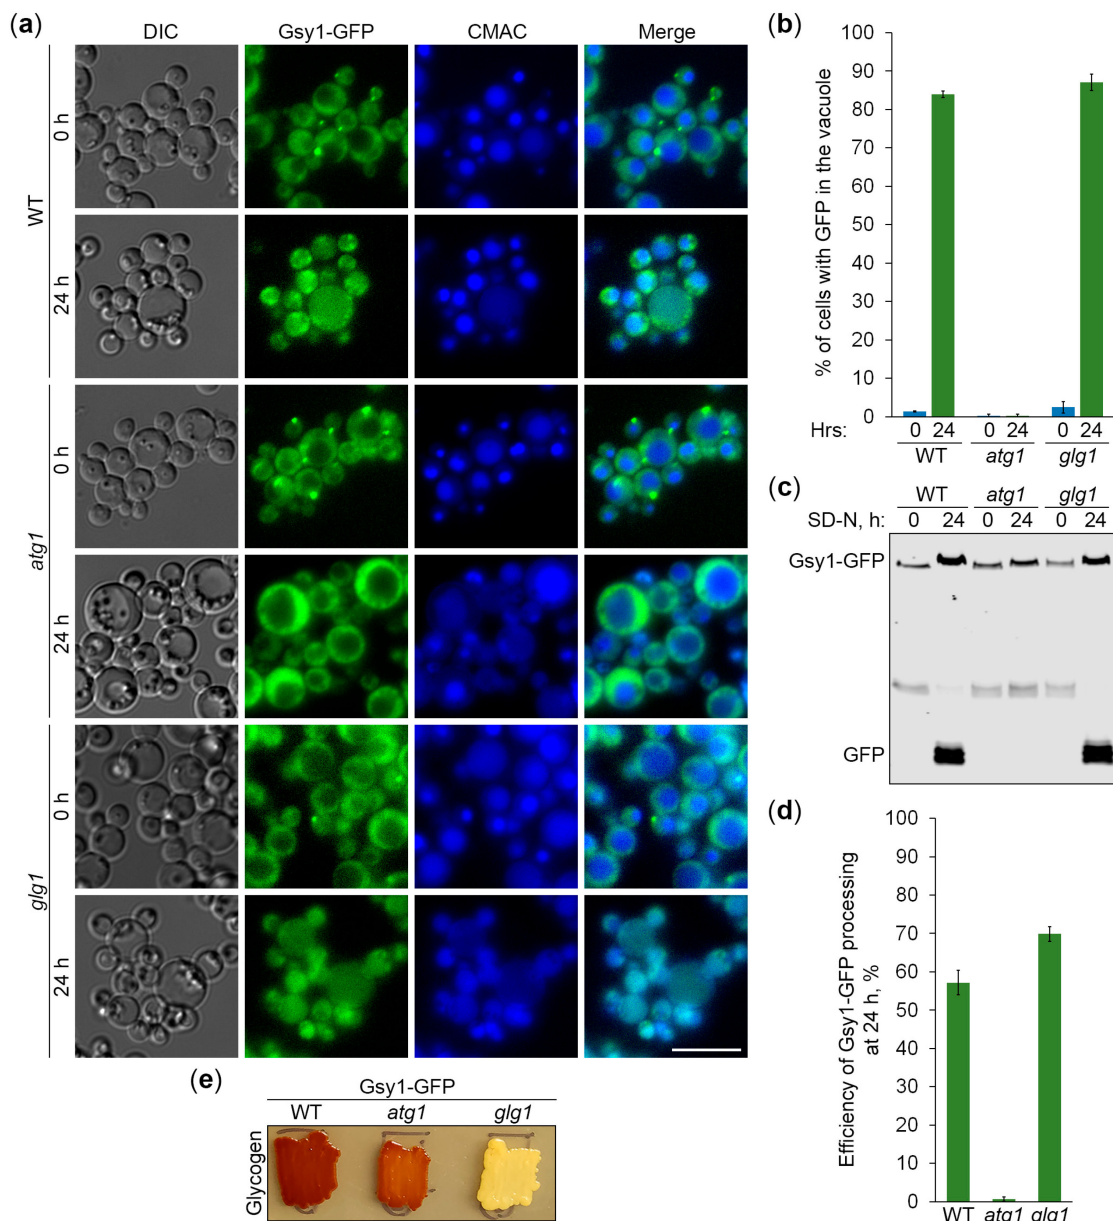 (a)
DIC Gsy1-GFP CMAC Merge
WT
0 h
24 h
atg1
0 h
24 h
glg1
0 h
24 h
(b)
% of cells with GFP in the vacuole
100
90
80
70
60
50
40
30
20
10
0
Hrs: 0 24 0 24 0 24
WT atg1 glg1
(c)
WT atg1 glg1
SD-N, h: 0 24 0 24 0 24
Gsy1-GFP
GFP
(d)
Efficiency of Gsy1-GFP processing
at 24 h, %
100
90
80
70
60
50
40
30
20
10
0
WT atg1 glg1
(e)
Gsy1-GFP
WT atg1 glg1
Glycogen